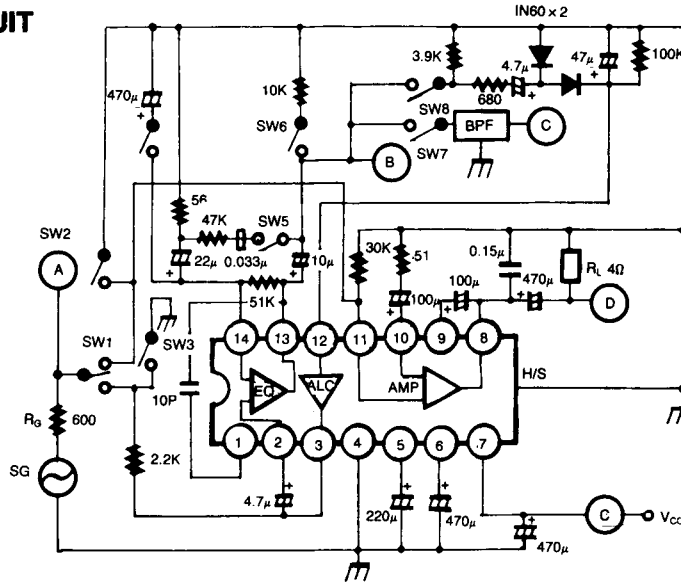 UIT
IN60 × 2
3.9K
4.7μ
+
47μ
+
100K
470μ
+
10K
680
SW8
SW6
BPF
C
SW7
B
56
47K
SW5
SW2
A
0.033μ
22μ
+
10μ
+
30K
51
0.15μ
RL 4Ω
51K
100μ
+
100μ
+
470μ
+
D
SW1
SW3
14
13
12
11
10
9
8
H/S
10P
EQ
ALC
AMP
RG
600
1
2
3
4
5
6
7
SG
2.2K
4.7μ
+
220μ
+
470μ
+
470μ
+
C
VCC